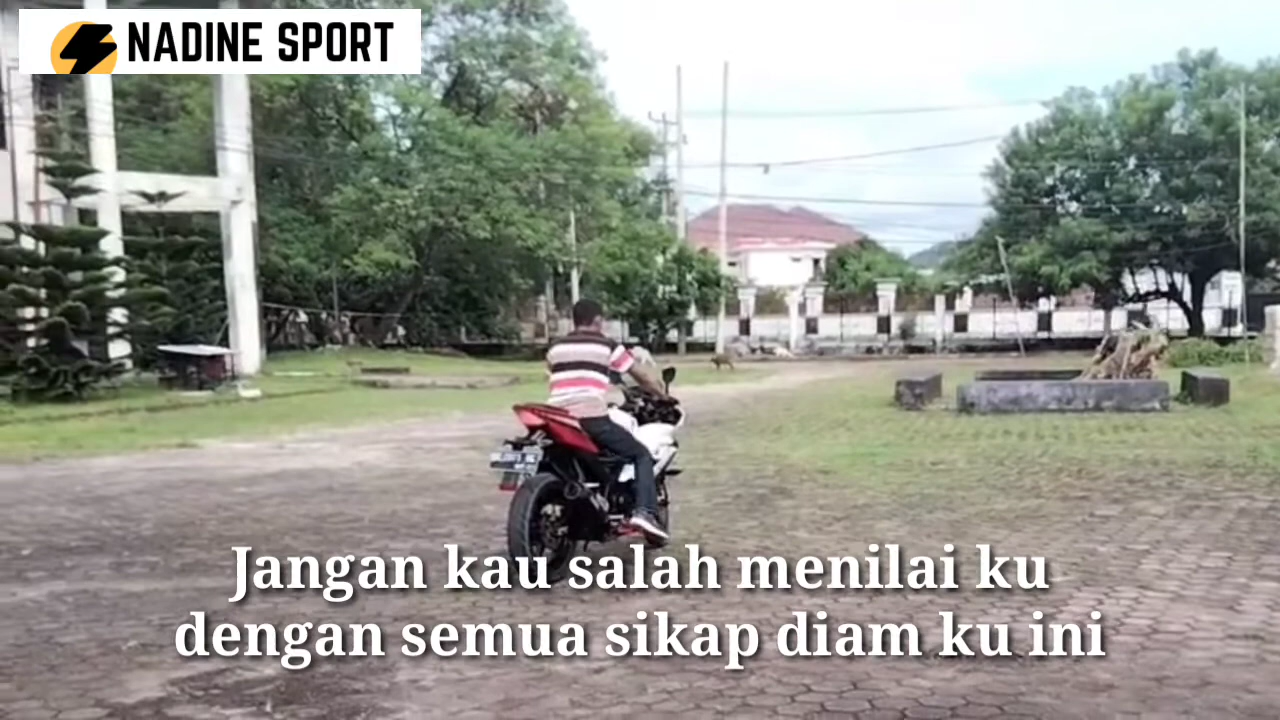 NADINE SPORT
Jangan kau salah menilai ku
dengan semua sikap diam ku ini